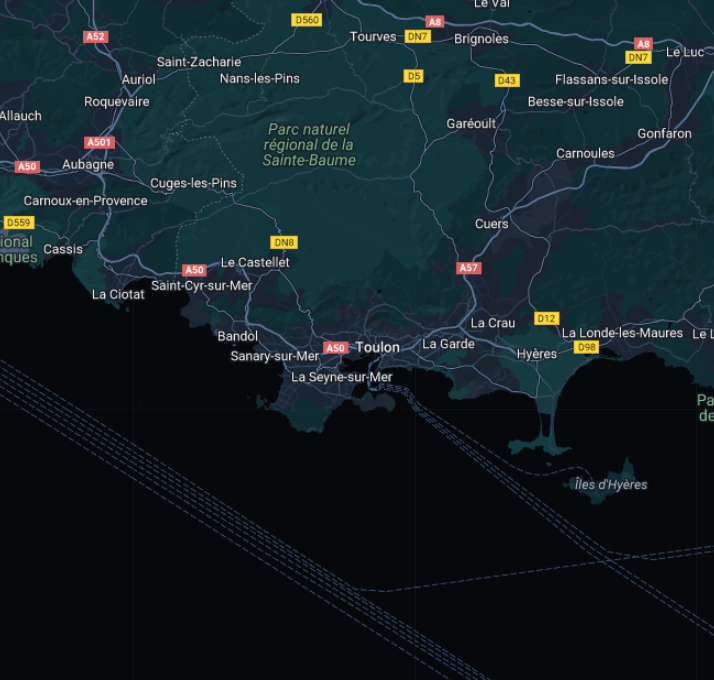 Le Val
D560
A8
A52
Tourves
DN7
Brignoles
A8
DN7
Le Luc
Saint-Zacharie
Auriol
Nans-les-Pins
D5
D43
Flassans-sur-Issole
Roquevaire
Besse-sur-Issole
Allauch
Garéoult
Parc naturel
régional de la
Sainte-Baume
Gonfaron
A501
Carnoules
A50
Aubagne
Cuges-les-Pins
Carnoux-en-Provence
D559
Cuers
ional
nques
Cassis
DN8
Le Castellet
A50
A57
Saint-Cyr-sur-Mer
La Ciotat
D12
La Crau
Bandol
La Londe-les-Maures
Le L
A50
Toulon
La Garde
D98
Sanary-sur-Mer
Hyères
La Seyne-sur-Mer
Pa
de
Îles d'Hyères